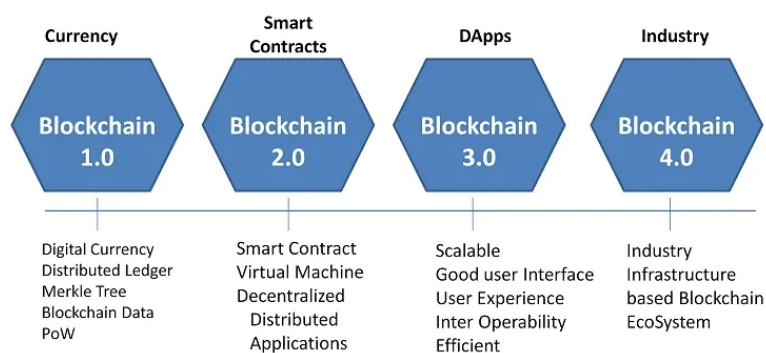 Currency
Smart
Contracts
DApps
Industry
Blockchain
1.0
Blockchain
2.0
Blockchain
3.0
Blockchain
4.0
Digital Currency
Distributed Ledger
Merkle Tree
Blockchain Data
PoW
Smart Contract
Virtual Machine
Decentralized
Distributed
Applications
Scalable
Good user Interface
User Experience
Inter Operability
Efficient
Industry
Infrastructure
based Blockchain
EcoSystem